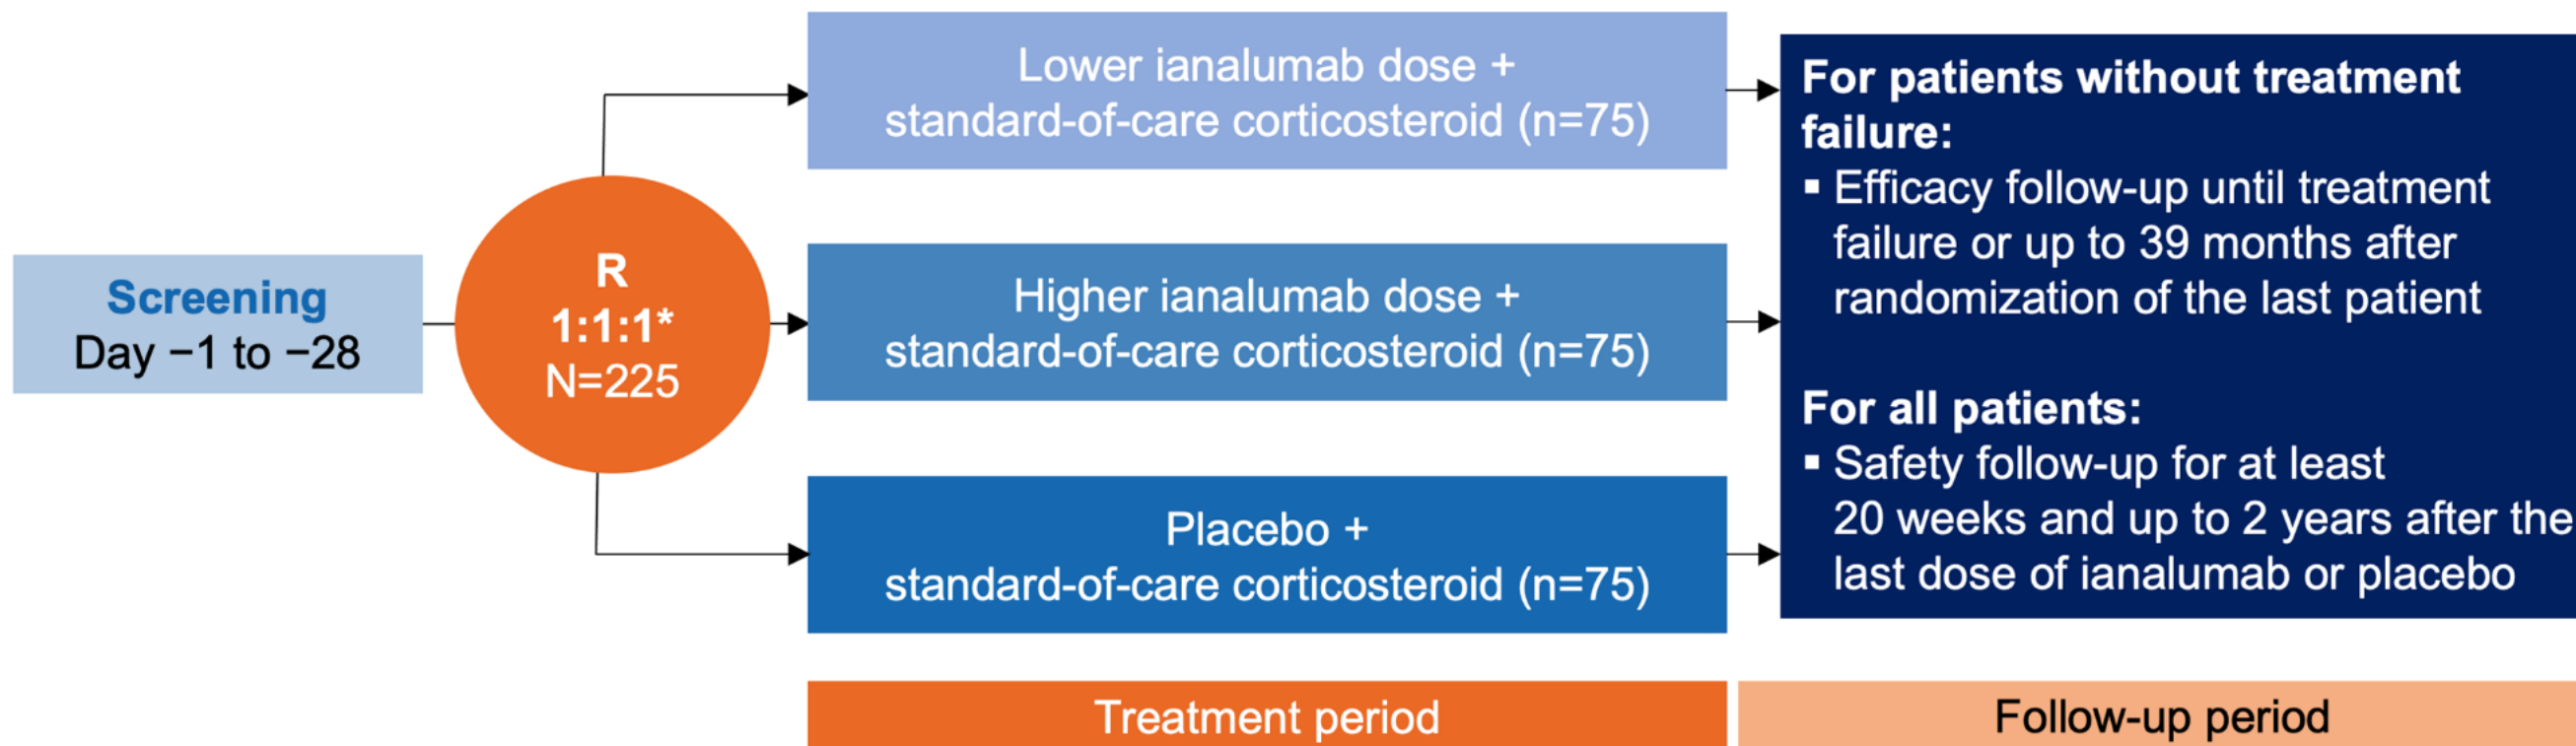 Screening
Day −1 to −28
R
1:1:1*
N=225
Lower ianalumab dose +
standard-of-care corticosteroid (n=75)
Higher ianalumab dose +
standard-of-care corticosteroid (n=75)
Placebo +
standard-of-care corticosteroid (n=75)
For patients without treatment
failure:
▪ Efficacy follow-up until treatment
failure or up to 39 months after
randomization of the last patient
For all patients:
▪ Safety follow-up for at least
20 weeks and up to 2 years after the
last dose of ianalumab or placebo
Treatment period
Follow-up period